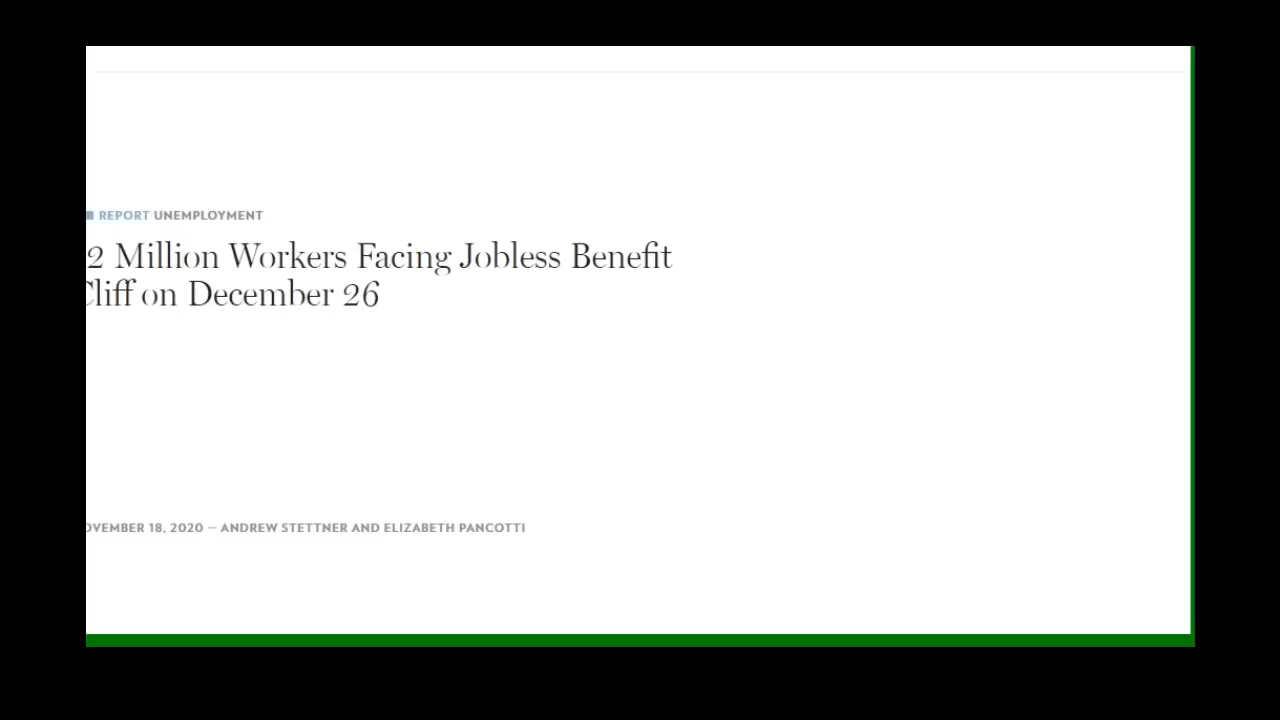 REPORT UNEMPLOYMENT
2 Million Workers Facing Jobless Benefit
Cliff on December 26
OVEMBER 18, 2020 — ANDREW STETTNER AND ELIZABETH PANCOTTI